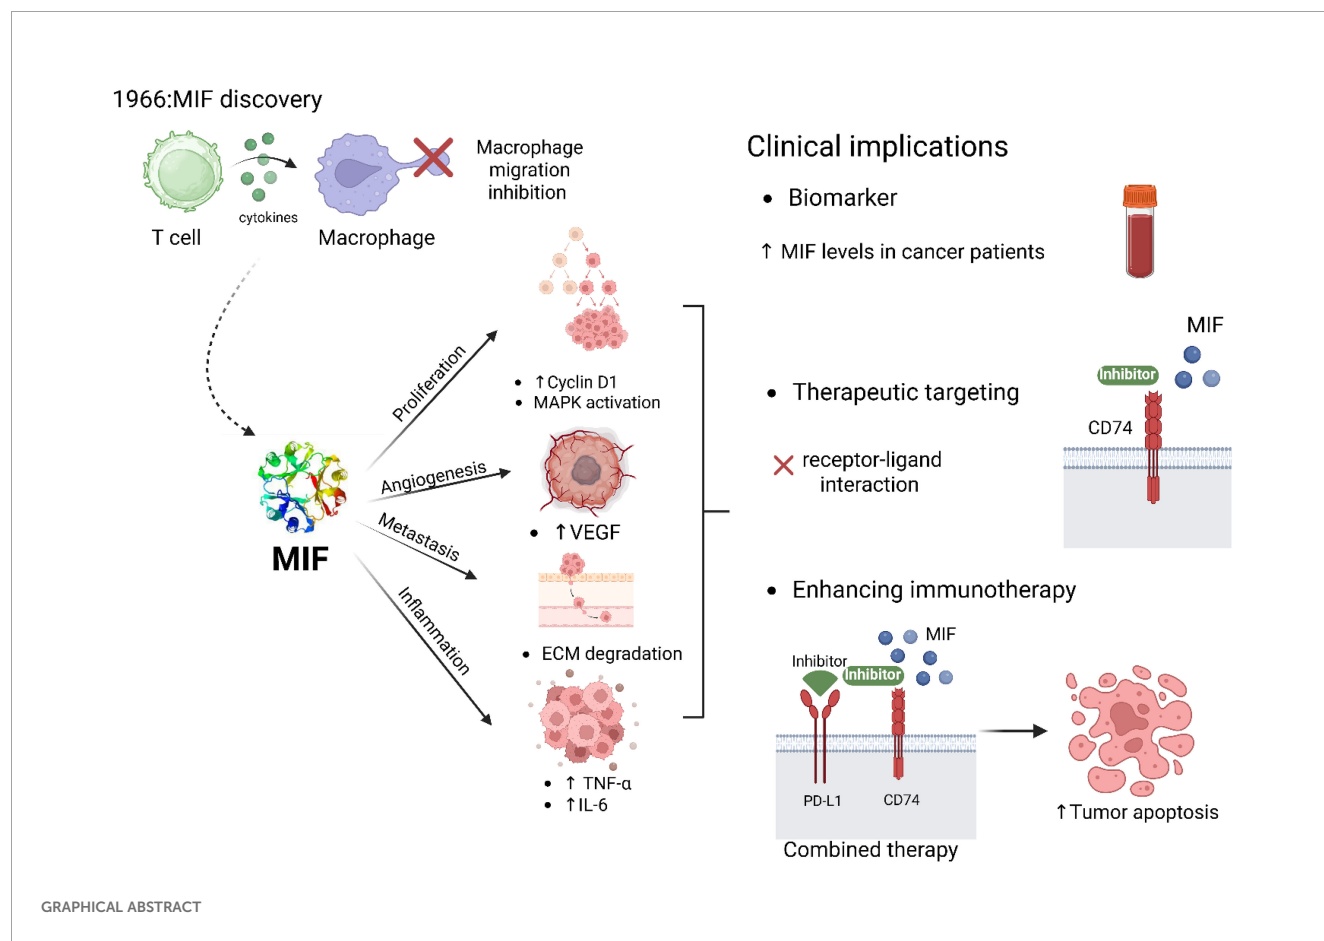 1966:MIF discovery
cytokines
T cell
Macrophage
Macrophage
migration
inhibition
MIF
Proliferation
• ↑Cyclin D1
• MAPK activation
Angiogenesis
• ↑VEGF
Metastasis
• ECM degradation
Inflammation
• ↑ TNF-α
• ↑IL-6
Clinical implications
• Biomarker
↑ MIF levels in cancer patients
• Therapeutic targeting
receptor-ligand
interaction
MIF
Inhibitor
CD74
• Enhancing immunotherapy
MIF
Inhibitor
Inhibitor
PD-L1
CD74
Combined therapy
↑Tumor apoptosis
GRAPHICAL ABSTRACT